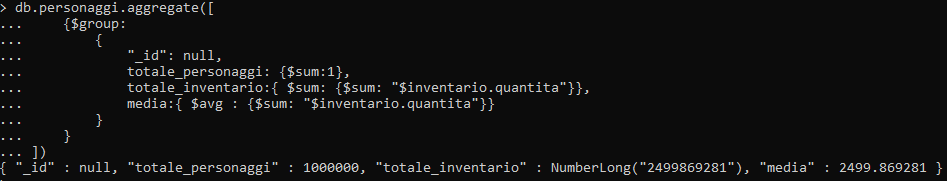 > db.personaggi.aggregate([
...     {$group:
...         {
...             "_id": null,
...             totale_personaggi: {$sum:1},
...             totale_inventario:{ $sum: {$sum: "$inventario.quantita"}},
...             media:{ $avg : {$sum: "$inventario.quantita"}}
...         }
...     }
... ])
{ "_id" : null, "totale_personaggi" : 1000000, "totale_inventario" : NumberLong("2499869281"), "media" : 2499.869281 }